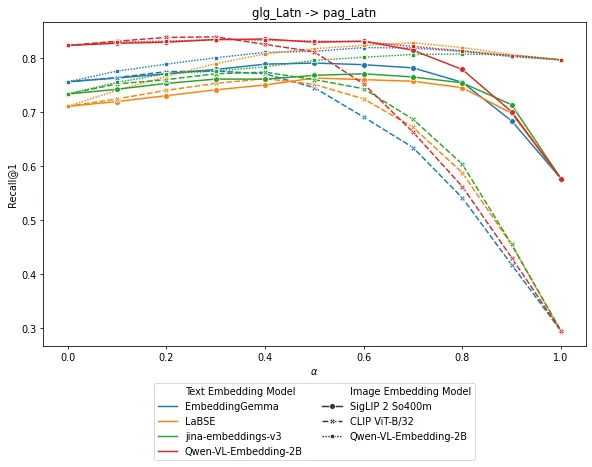 glg_Latn -> pag_Latn
Recall@1
0.8
0.7
0.6
0.5
0.4
0.3
0.0 0.2 0.4 0.6 0.8 1.0
α
Text Embedding Model
EmbeddingGemma
LaBSE
jina-embeddings-v3
Qwen-VL-Embedding-2B
Image Embedding Model
SigLIP 2 So400m
CLIP ViT-B/32
Qwen-VL-Embedding-2B